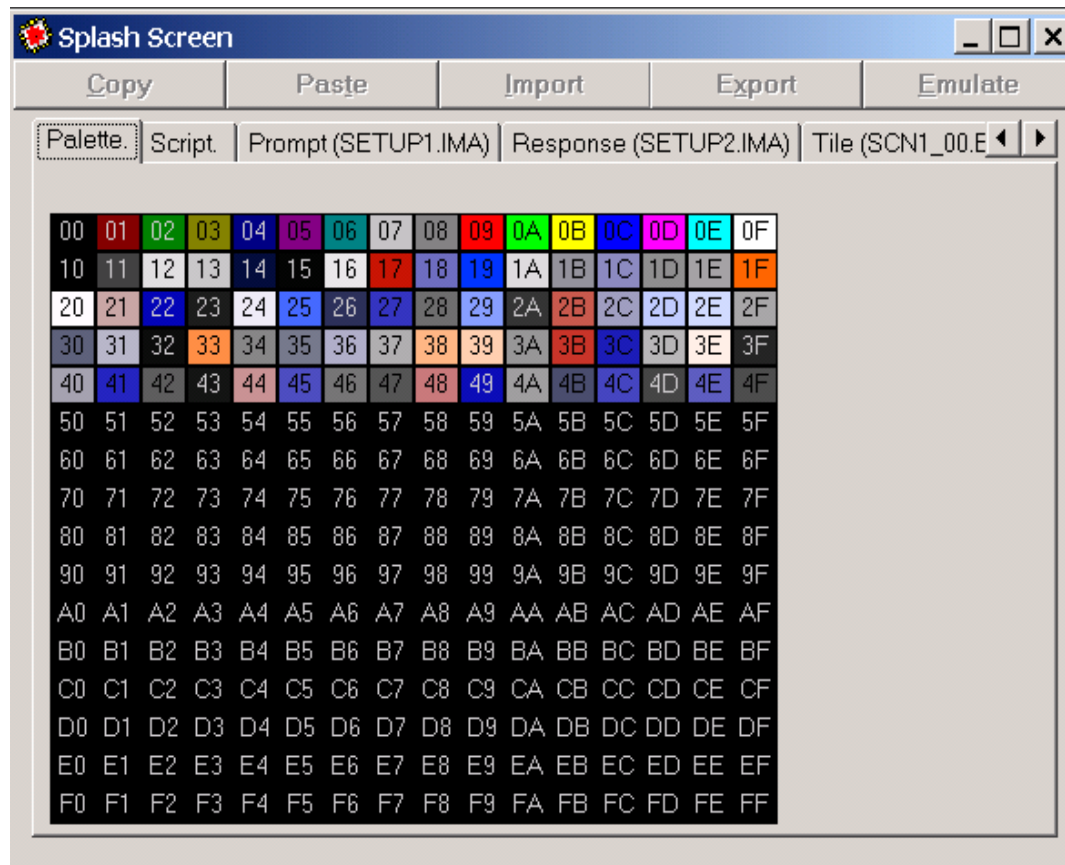 Splash Screen
Copy Paste Import Export Emulate
Palette. Script. Prompt (SETUP1.IMA) Response (SETUP2.IMA) Tile (SCN1_00.E
00 01 02 03 04 05 06 07 08 09 0A 0B 0C 0D 0E 0F
10 11 12 13 14 15 16 17 18 19 1A 1B 1C 1D 1E 1F
20 21 22 23 24 25 26 27 28 29 2A 2B 2C 2D 2E 2F
30 31 32 33 34 35 36 37 38 39 3A 3B 3C 3D 3E 3F
40 41 42 43 44 45 46 47 48 49 4A 4B 4C 4D 4E 4F
50 51 52 53 54 55 56 57 58 59 5A 5B 5C 5D 5E 5F
60 61 62 63 64 65 66 67 68 69 6A 6B 6C 6D 6E 6F
70 71 72 73 74 75 76 77 78 79 7A 7B 7C 7D 7E 7F
80 81 82 83 84 85 86 87 88 89 8A 8B 8C 8D 8E 8F
90 91 92 93 94 95 96 97 98 99 9A 9B 9C 9D 9E 9F
A0 A1 A2 A3 A4 A5 A6 A7 A8 A9 AA AB AC AD AE AF
B0 B1 B2 B3 B4 B5 B6 B7 B8 B9 BA BB BC BD BE BF
C0 C1 C2 C3 C4 C5 C6 C7 C8 C9 CA CB CC CD CE CF
D0 D1 D2 D3 D4 D5 D6 D7 D8 D9 DA DB DC DD DE DF
E0 E1 E2 E3 E4 E5 E6 E7 E8 E9 EA EB EC ED EE EF
F0 F1 F2 F3 F4 F5 F6 F7 F8 F9 FA FB FC FD FE FF